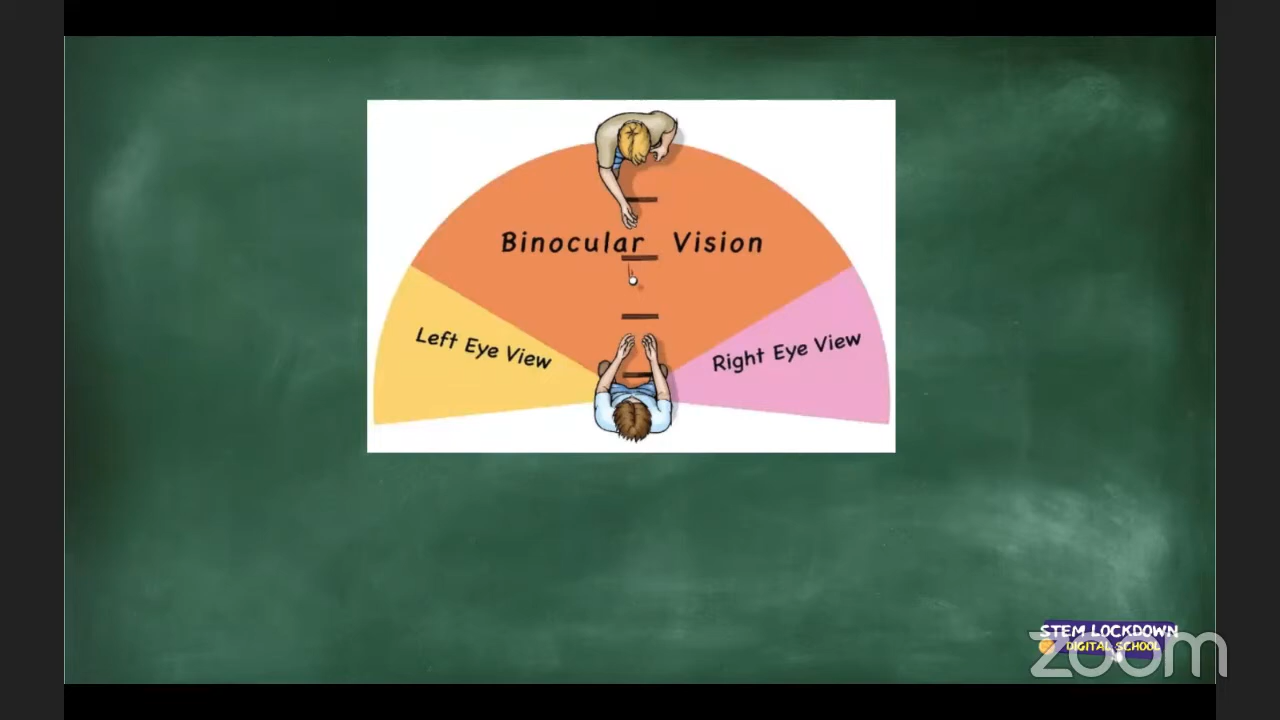 Binocular Vision
Left Eye View
Right Eye View
STEM LOCKDOWN
DIGITAL SCHOOL
zoom